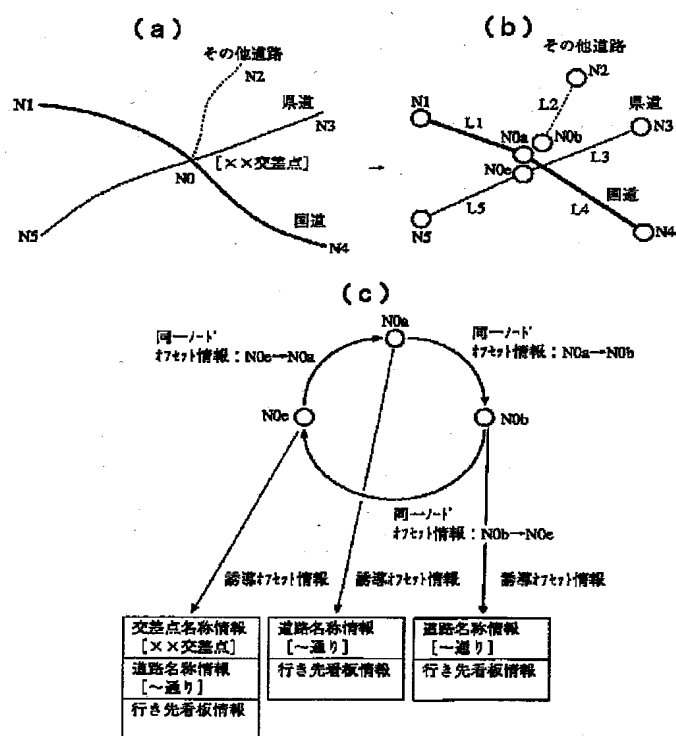 (a)
その他道路
N2
N1
県道
N3
[××交差点]
N0
国道
N5
N4
→
(b)
その他道路
N2
N1
L2
県道
L1
N0a
N0b
N3
N0e
L3
国道
L5
L4
N5
N4
(c)
N0a
同一ノード
オフセット情報：N0e→N0a
同一ノード
オフセット情報：N0a→N0b
N0e
N0b
同一ノード
オフセット情報：N0b→N0e
誘導オフセット情報
誘導オフセット情報
誘導オフセット情報
交差点名称情報
[××交差点]
道路名称情報
[～通り]
行き先看板情報
道路名称情報
[～通り]
行き先看板情報
道路名称情報
[～通り]
行き先看板情報